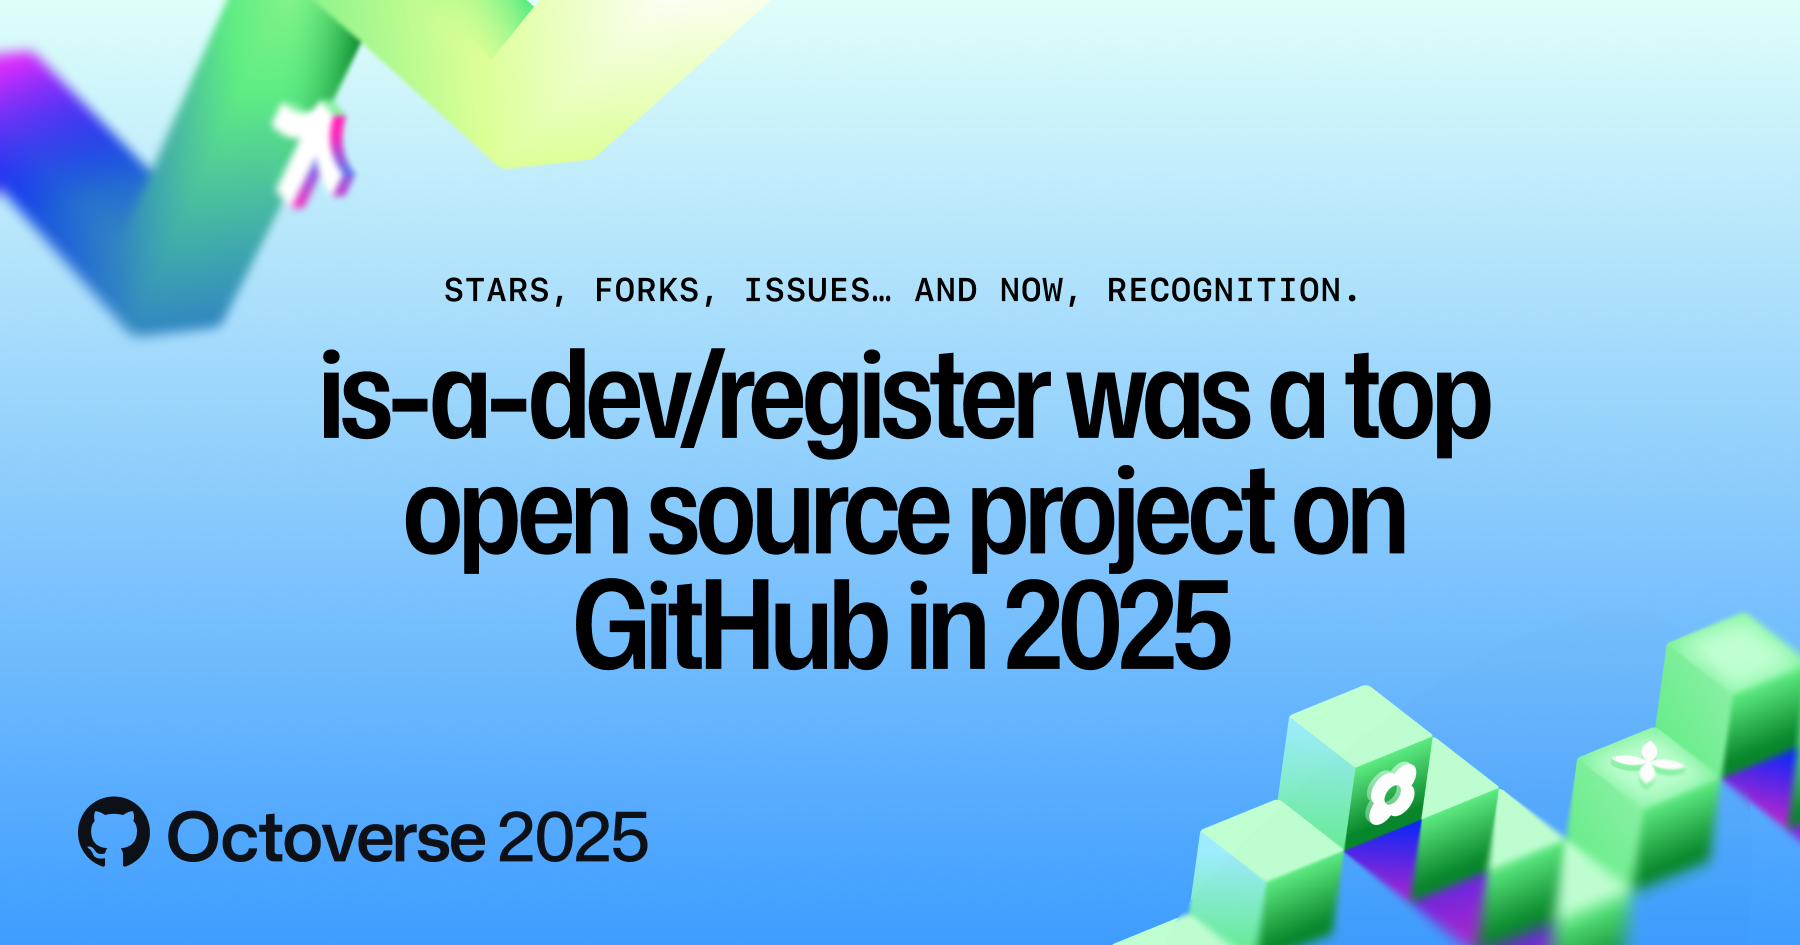 STARS, FORKS, ISSUES… AND NOW, RECOGNITION.
is-a-dev/register was a top
open source project on
GitHub in 2025
Octoverse 2025